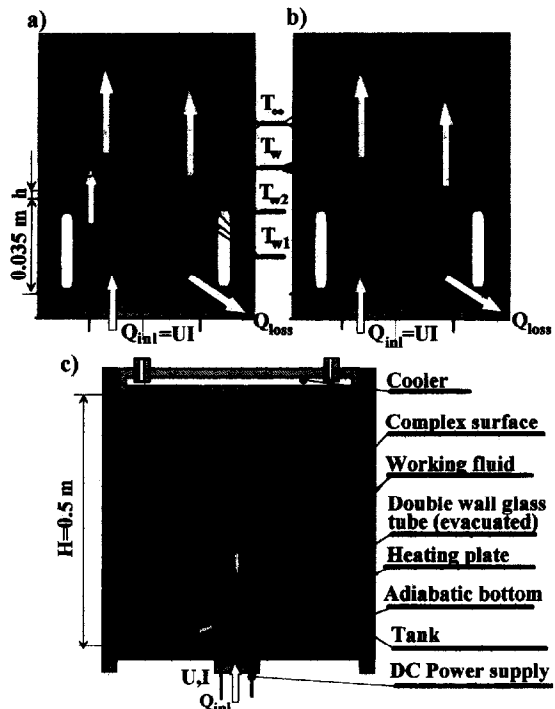 a)
b)
T∞
Tw
Tw2
Tw1
0.035 m
h
Qinl=UI
Qloss
Qinl=UI
Qloss
c)
H=0.5 m
Cooler
Complex surface
Working fluid
Double wall glass
tube (evacuated)
Heating plate
Adiabatic bottom
Tank
DC Power supply
U,I
Qinl